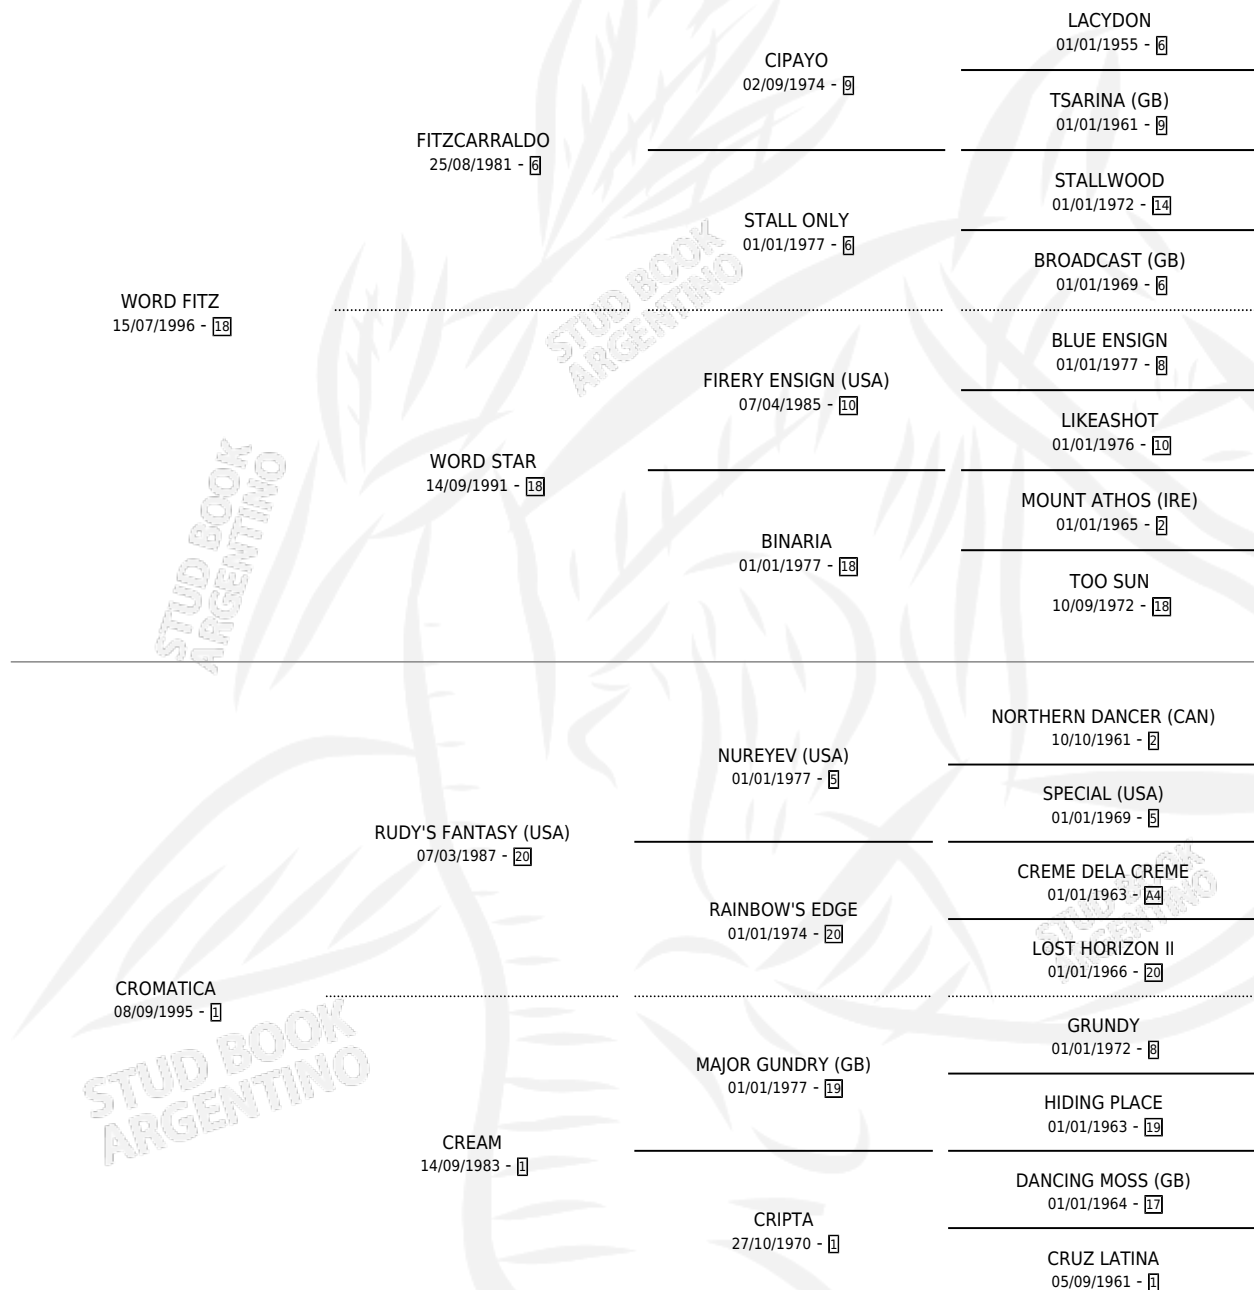 LACYDON
01/01/1955 - 6
CIPAYO
02/09/1974 - 9
TSARINA (GB)
01/01/1961 - 9
FITZCARRALDO
25/08/1981 - 6
STALLWOOD
01/01/1972 - 14
STALL ONLY
01/01/1977 - 6
BROADCAST (GB)
01/01/1969 - 6
WORD FITZ
15/07/1996 - 18
BLUE ENSIGN
01/01/1977 - 8
FIRERY ENSIGN (USA)
07/04/1985 - 10
LIKEASHOT
01/01/1976 - 10
WORD STAR
14/09/1991 - 18
MOUNT ATHOS (IRE)
01/01/1965 - 2
BINARIA
01/01/1977 - 18
TOO SUN
10/09/1972 - 18
NORTHERN DANCER (CAN)
10/10/1961 - 2
NUREYEV (USA)
01/01/1977 - 5
SPECIAL (USA)
01/01/1969 - 5
RUDY'S FANTASY (USA)
07/03/1987 - 20
CREME DELA CREME
01/01/1963 - A4
RAINBOW'S EDGE
01/01/1974 - 20
LOST HORIZON II
01/01/1966 - 20
CROMATICA
08/09/1995 - 1
GRUNDY
01/01/1972 - 8
MAJOR GUNDRY (GB)
01/01/1977 - 19
HIDING PLACE
01/01/1963 - 19
CREAM
14/09/1983 - 1
DANCING MOSS (GB)
01/01/1964 - 17
CRIPTA
27/10/1970 - 1
CRUZ LATINA
05/09/1961 - 1
STUD BOOK
ARGENTINO
STUD BOOK
ARGENTINO
STUD BOOK
ARGENTINO
STUD BOOK
ARGENTINO